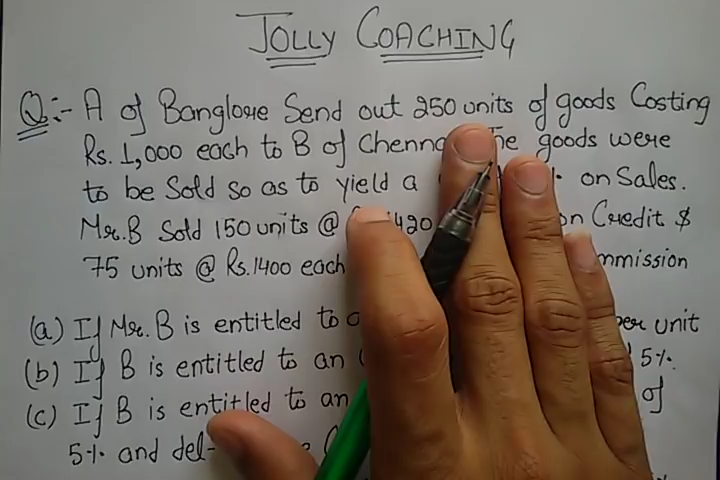 JOLLY COACHING
Q:- A of Banglore Send out 250 units of goods Costing
Rs. 1,000 each to B of Chenn The goods were
to be Sold so as to yield a % on Sales.
Mr. B Sold 150 units @ 1420 on Credit &
75 units @ Rs. 1400 each mmission
(a) If Mr. B is entitled to a per unit
(b) If B is entitled to an 5%.
(c) If B is entitled to an of
5% and del-